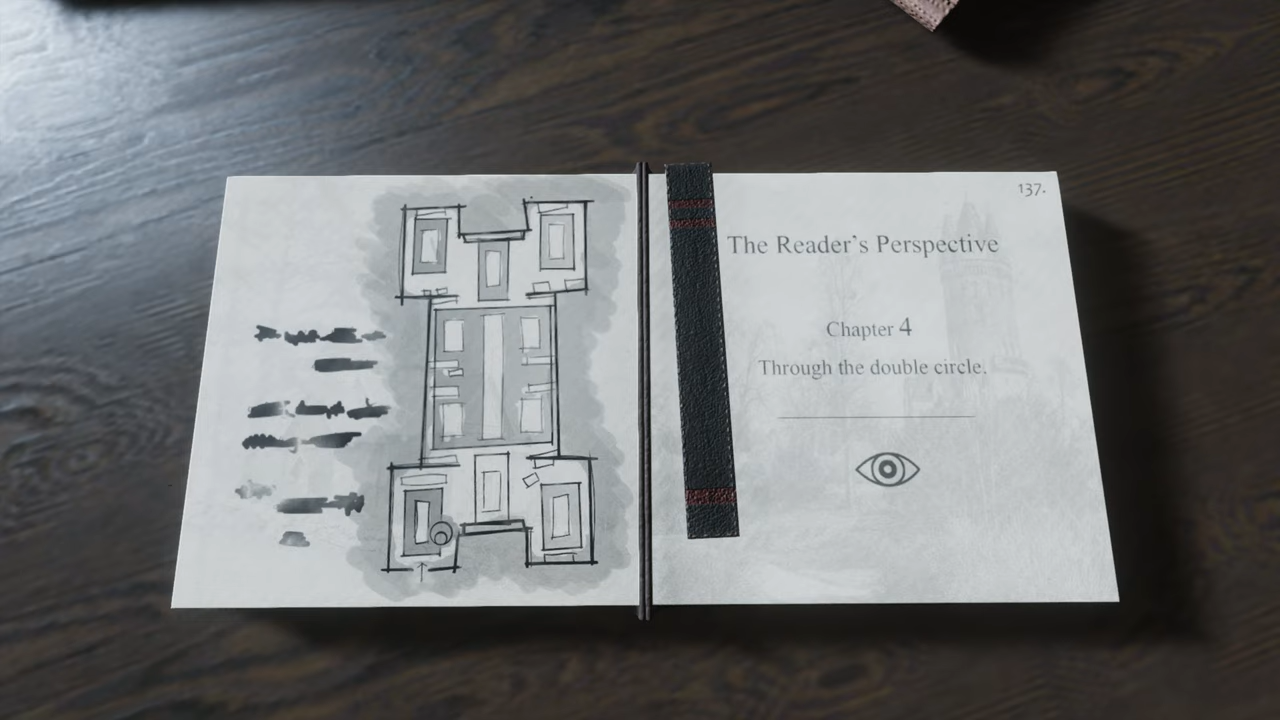 137.
The Reader's Perspective
Chapter 4
Through the double circle.